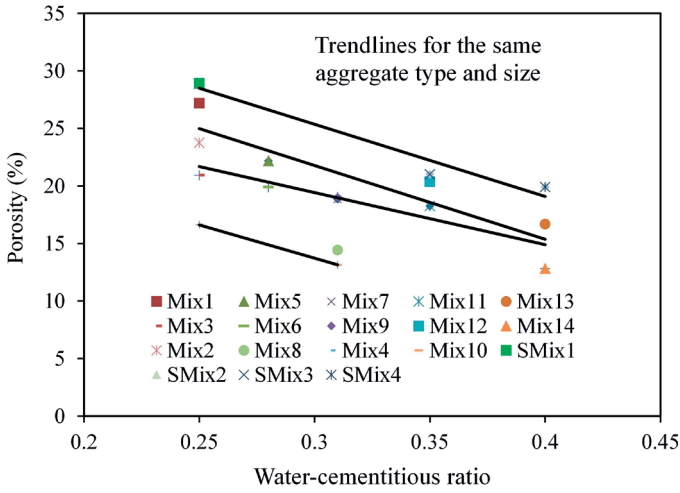 35
30
25
20
15
10
5
0
Porosity (%)
Trendlines for the same
aggregate type and size
Mix1 Mix5 Mix7 Mix11 Mix13
Mix3 Mix6 Mix9 Mix12 Mix14
Mix2 Mix8 Mix4 Mix10 SMix1
SMix2 SMix3 SMix4
0.2 0.25 0.3 0.35 0.4 0.45
Water-cementitious ratio